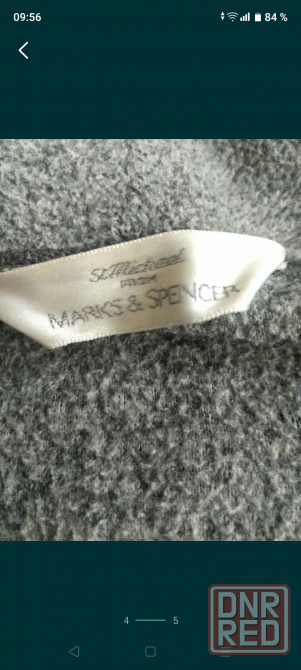 09:56
84 %
St Michael
FROM
MARKS & SPENCER
4
5
DNR
RED